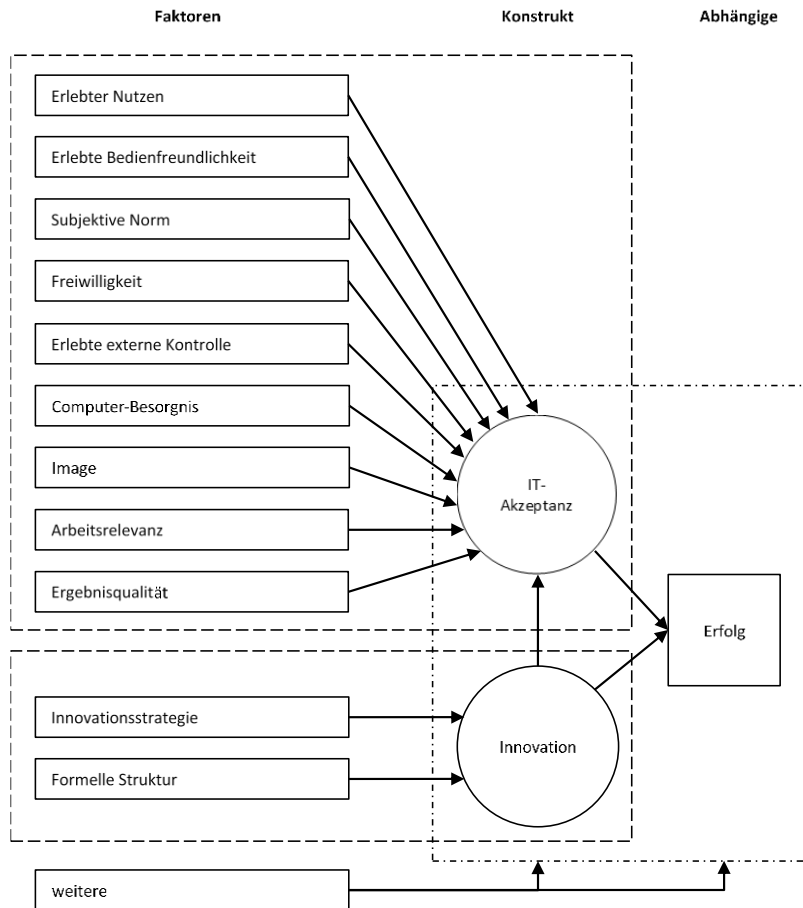 Faktoren
Konstrukt
Abhängige
Erlebter Nutzen
Erlebte Bedienfreundlichkeit
Subjektive Norm
Freiwilligkeit
Erlebte externe Kontrolle
Computer-Besorgnis
Image
Arbeitsrelevanz
Ergebnisqualität
IT-
Akzeptanz
Erfolg
Innovationsstrategie
Formelle Struktur
Innovation
weitere